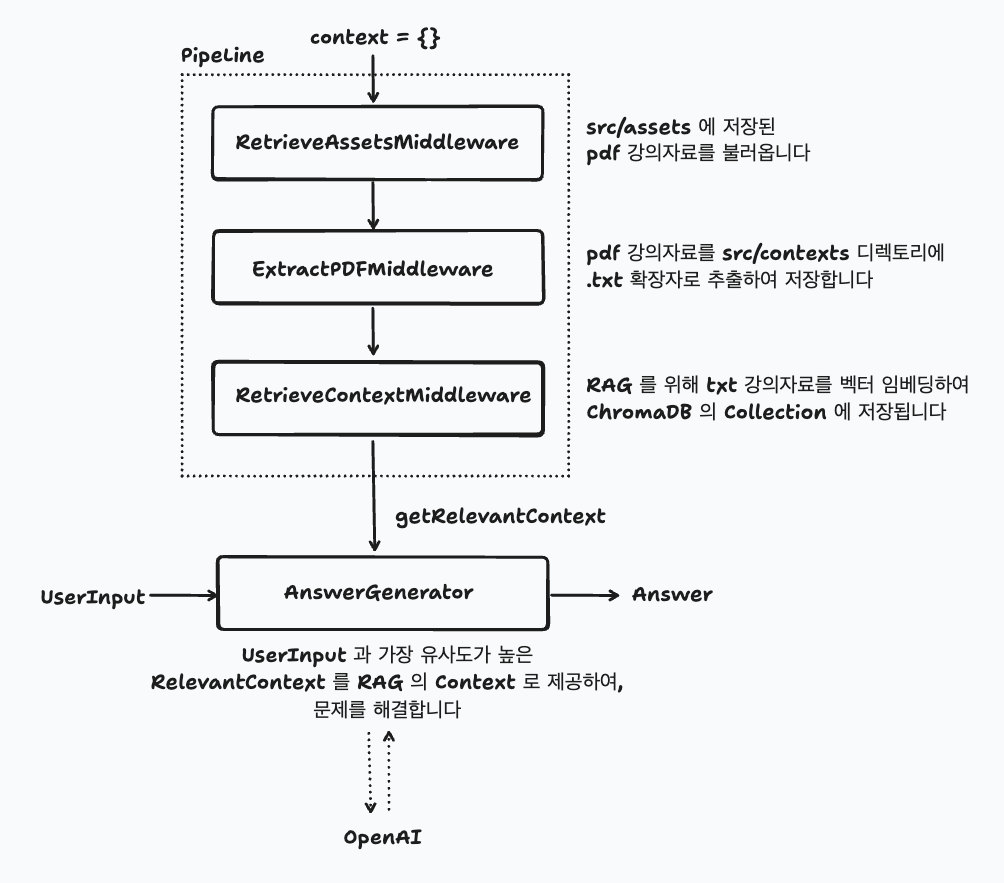 context = {}
PipeLine
RetrieveAssetsMiddleware
src/assets 에 저장된
pdf 강의자료를 불러옵니다
ExtractPDFMiddleware
pdf 강의자료를 src/contexts 디렉토리에
.txt 확장자로 추출하여 저장합니다
RetrieveContextMiddleware
RAG 를 위해 txt 강의자료를 벡터 임베딩하여
ChromaDB 의 Collection 에 저장됩니다
getRelevantContext
UserInput
AnswerGenerator
Answer
UserInput 과 가장 유사도가 높은
RelevantContext 를 RAG 의 Context 로 제공하여,
문제를 해결합니다
OpenAI